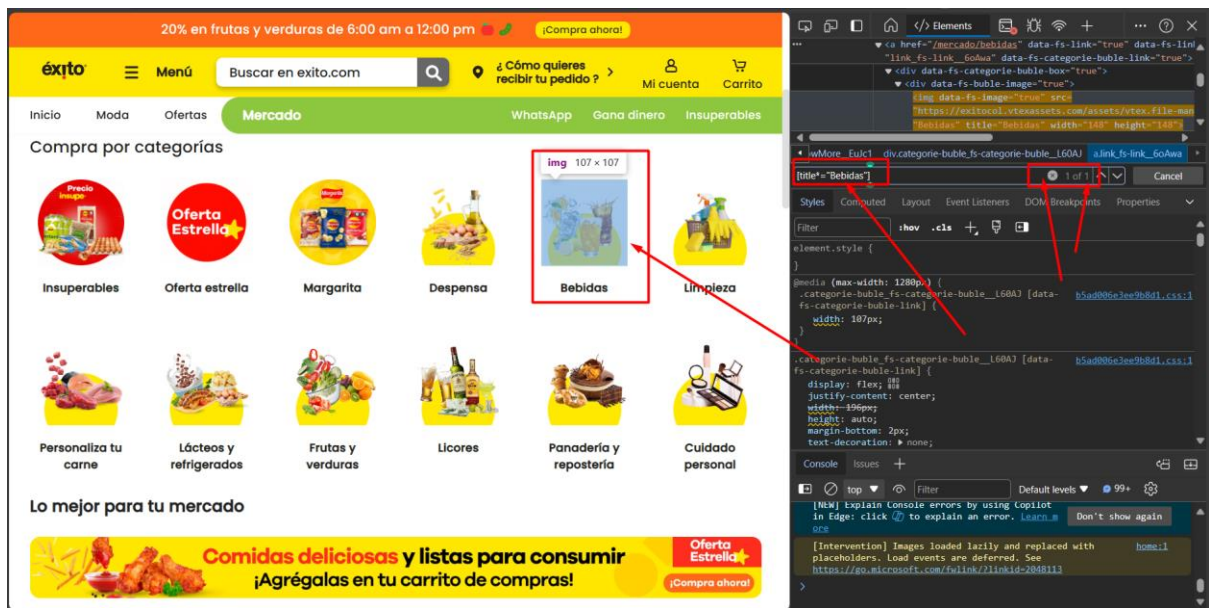 20% en frutas y verduras de 6:00 am a 12:00 pm
¡Compra ahora!
éxito
Menú
Buscar en exito.com
¿Cómo quieres
recibir tu pedido ?
Mi cuenta
Carrito
Inicio
Moda
Ofertas
Mercado
WhatsApp
Gana dinero
Insuperables
Compra por categorías
img 107 × 107
Precio
insupe
Oferta
Estrella
Margarita
Insuperables
Oferta estrella
Margarita
Despensa
Bebidas
Limpieza
Personaliza tu
carne
Lácteos y
refrigerados
Frutas y
verduras
Licores
Panadería y
repostería
Cuidado
personal
Lo mejor para tu mercado
Comidas deliciosas y listas para consumir
¡Agrégalas en tu carrito de compras!
Oferta
Estrella
¡Compra ahora!
</> Elements
<a href="/mercado/bebidas" data-fs-link="true" data-fs-lin
"link_fs-link__6oAwa" data-fs-categorie-buble-link="true">
<div data-fs-categorie-buble-box="true">
<div data-fs-buble-image="true">
<img data-fs-image="true" src=
"https://exitocol.vtexassets.com/assets/vtex.file-man
"Bebidas" title="Bebidas" width="148" height="148">
wMore__EuJc1 div.categorie-buble_fs-categorie-buble__L60AJ a.link_fs-link__6oAwa
[title*="Bebidas"]
1 of 1
Cancel
Styles Computed Layout Event Listeners DOM Breakpoints Properties
Filter
:hov .cls
element.style {
}
@media (max-width: 1280px) {
.categorie-buble_fs-categorie-buble__L60AJ [data-
fs-categorie-buble-link] {
b5ad006e3ee9b8d1.css:1
width: 107px;
}
}
.categorie-buble_fs-categorie-buble__L60AJ [data-
fs-categorie-buble-link] {
b5ad006e3ee9b8d1.css:1
display: flex;
justify-content: center;
width: 196px;
height: auto;
margin-bottom: 2px;
text-decoration: none;
Console Issues
top
Filter
Default levels
99+
[NEW] Explain Console errors by using Copilot
in Edge: click to explain an error. Learn m
ore
Don't show again
[Intervention] Images loaded lazily and replaced with
placeholders. Load events are deferred. See
https://go.microsoft.com/fwlink/?linkid=2048113
home:1